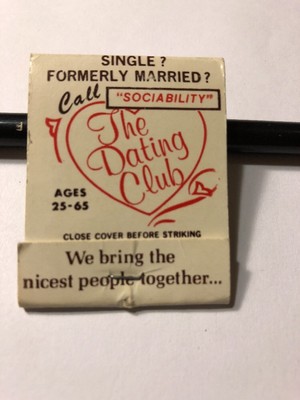 SINGLE?
FORMERLY MARRIED?
Call "SOCIABILITY"
The
Dating
Club
AGES
25-65
CLOSE COVER BEFORE STRIKING
We bring the
nicest people together...